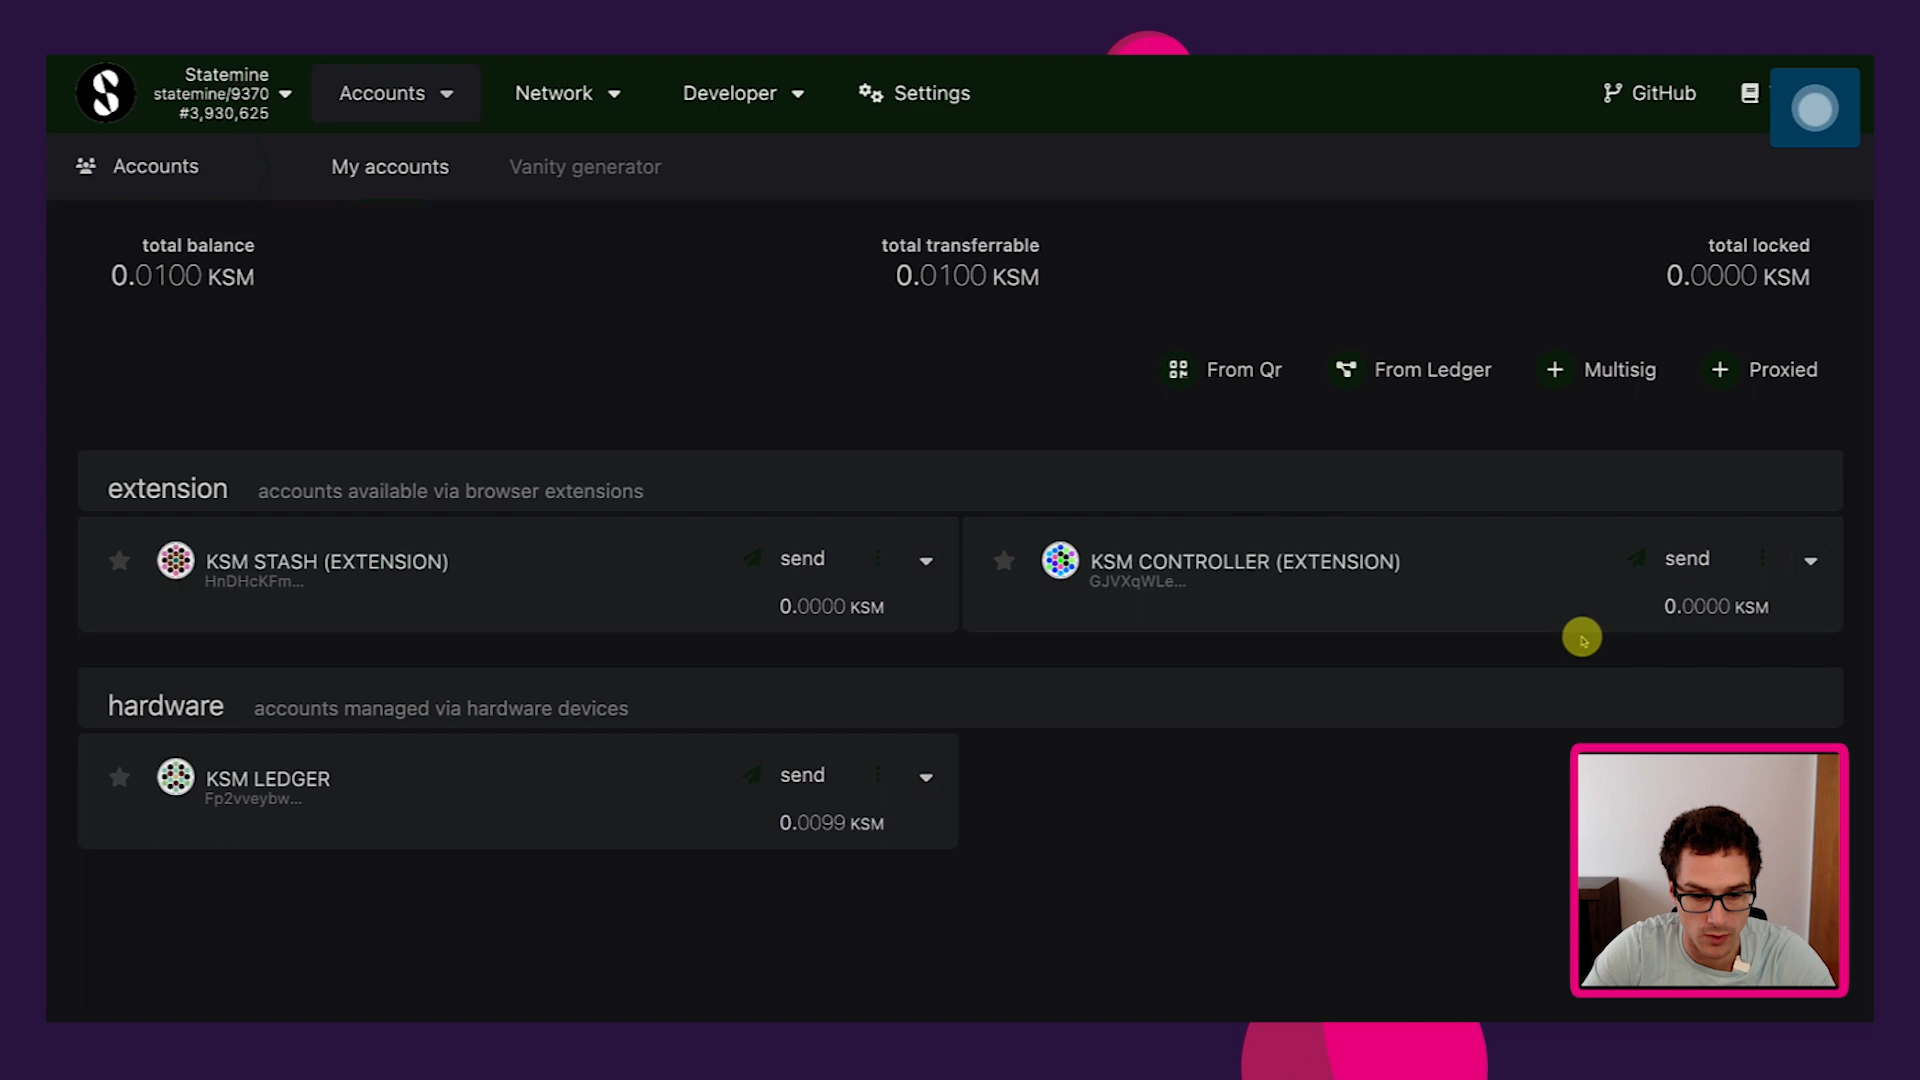 Statemine
statemine/9370
#3,930,625
Accounts
Network
Developer
Settings
GitHub
Accounts
My accounts
Vanity generator
total balance
0.0100 KSM
total transferrable
0.0100 KSM
total locked
0.0000 KSM
From Qr
From Ledger
Multisig
Proxied
extension accounts available via browser extensions
KSM STASH (EXTENSION)
HnDHcKFm...
send
0.0000 KSM
KSM CONTROLLER (EXTENSION)
GJVXqWLe...
send
0.0000 KSM
hardware accounts managed via hardware devices
KSM LEDGER
Fp2vveybw...
send
0.0099 KSM